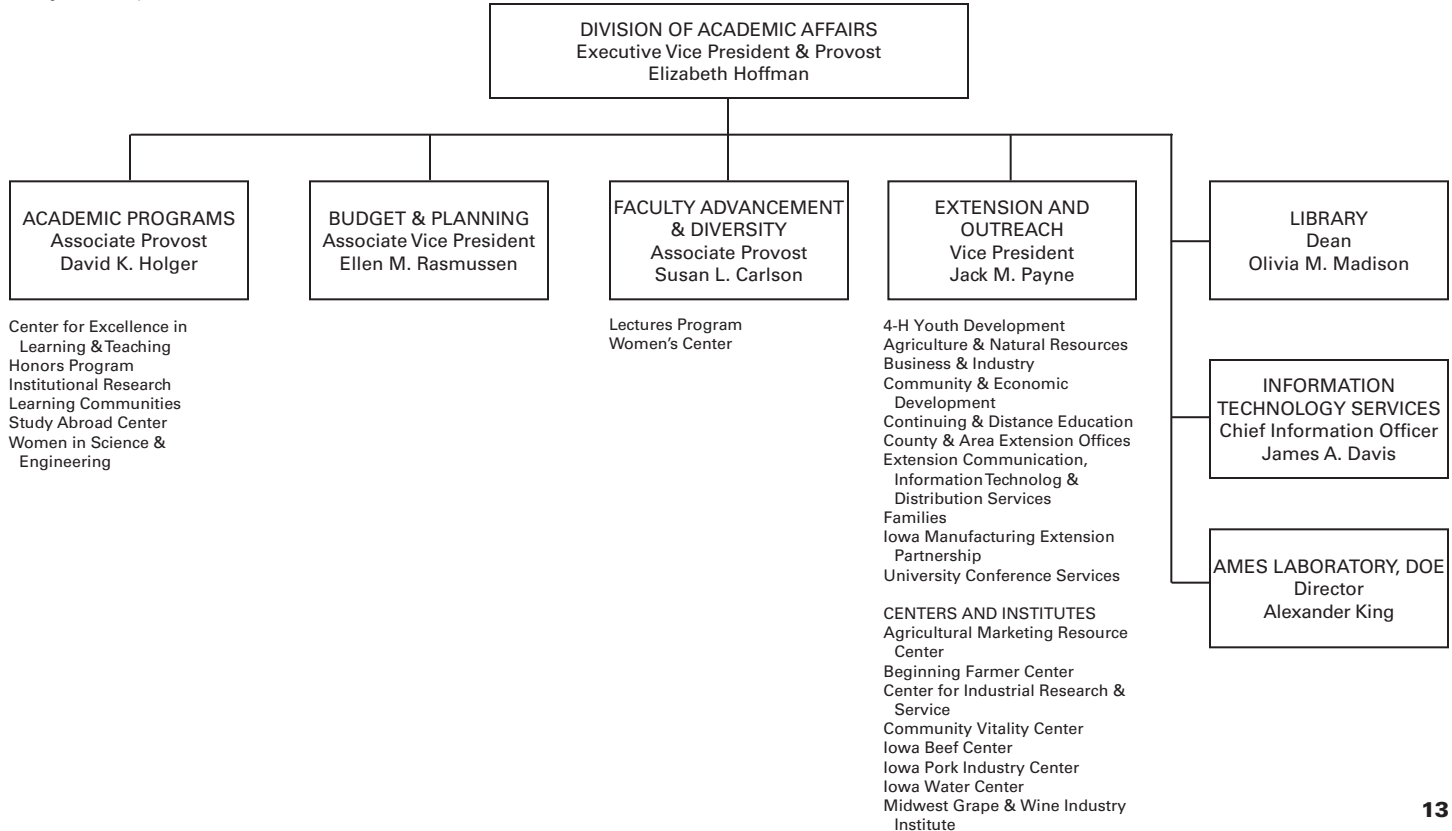 DIVISION OF ACADEMIC AFFAIRS
Executive Vice President & Provost
Elizabeth Hoffman
ACADEMIC PROGRAMS
Associate Provost
David K. Holger
Center for Excellence in
Learning & Teaching
Honors Program
Institutional Research
Learning Communities
Study Abroad Center
Women in Science &
Engineering
BUDGET & PLANNING
Associate Vice President
Ellen M. Rasmussen
FACULTY ADVANCEMENT
& DIVERSITY
Associate Provost
Susan L. Carlson
Lectures Program
Women's Center
EXTENSION AND
OUTREACH
Vice President
Jack M. Payne
4-H Youth Development
Agriculture & Natural Resources
Business & Industry
Community & Economic
Development
Continuing & Distance Education
County & Area Extension Offices
Extension Communication,
Information Technolog &
Distribution Services
Families
Iowa Manufacturing Extension
Partnership
University Conference Services
CENTERS AND INSTITUTES
Agricultural Marketing Resource
Center
Beginning Farmer Center
Center for Industrial Research &
Service
Community Vitality Center
Iowa Beef Center
Iowa Pork Industry Center
Iowa Water Center
Midwest Grape & Wine Industry
Institute
LIBRARY
Dean
Olivia M. Madison
INFORMATION
TECHNOLOGY SERVICES
Chief Information Officer
James A. Davis
AMES LABORATORY, DOE
Director
Alexander King
13